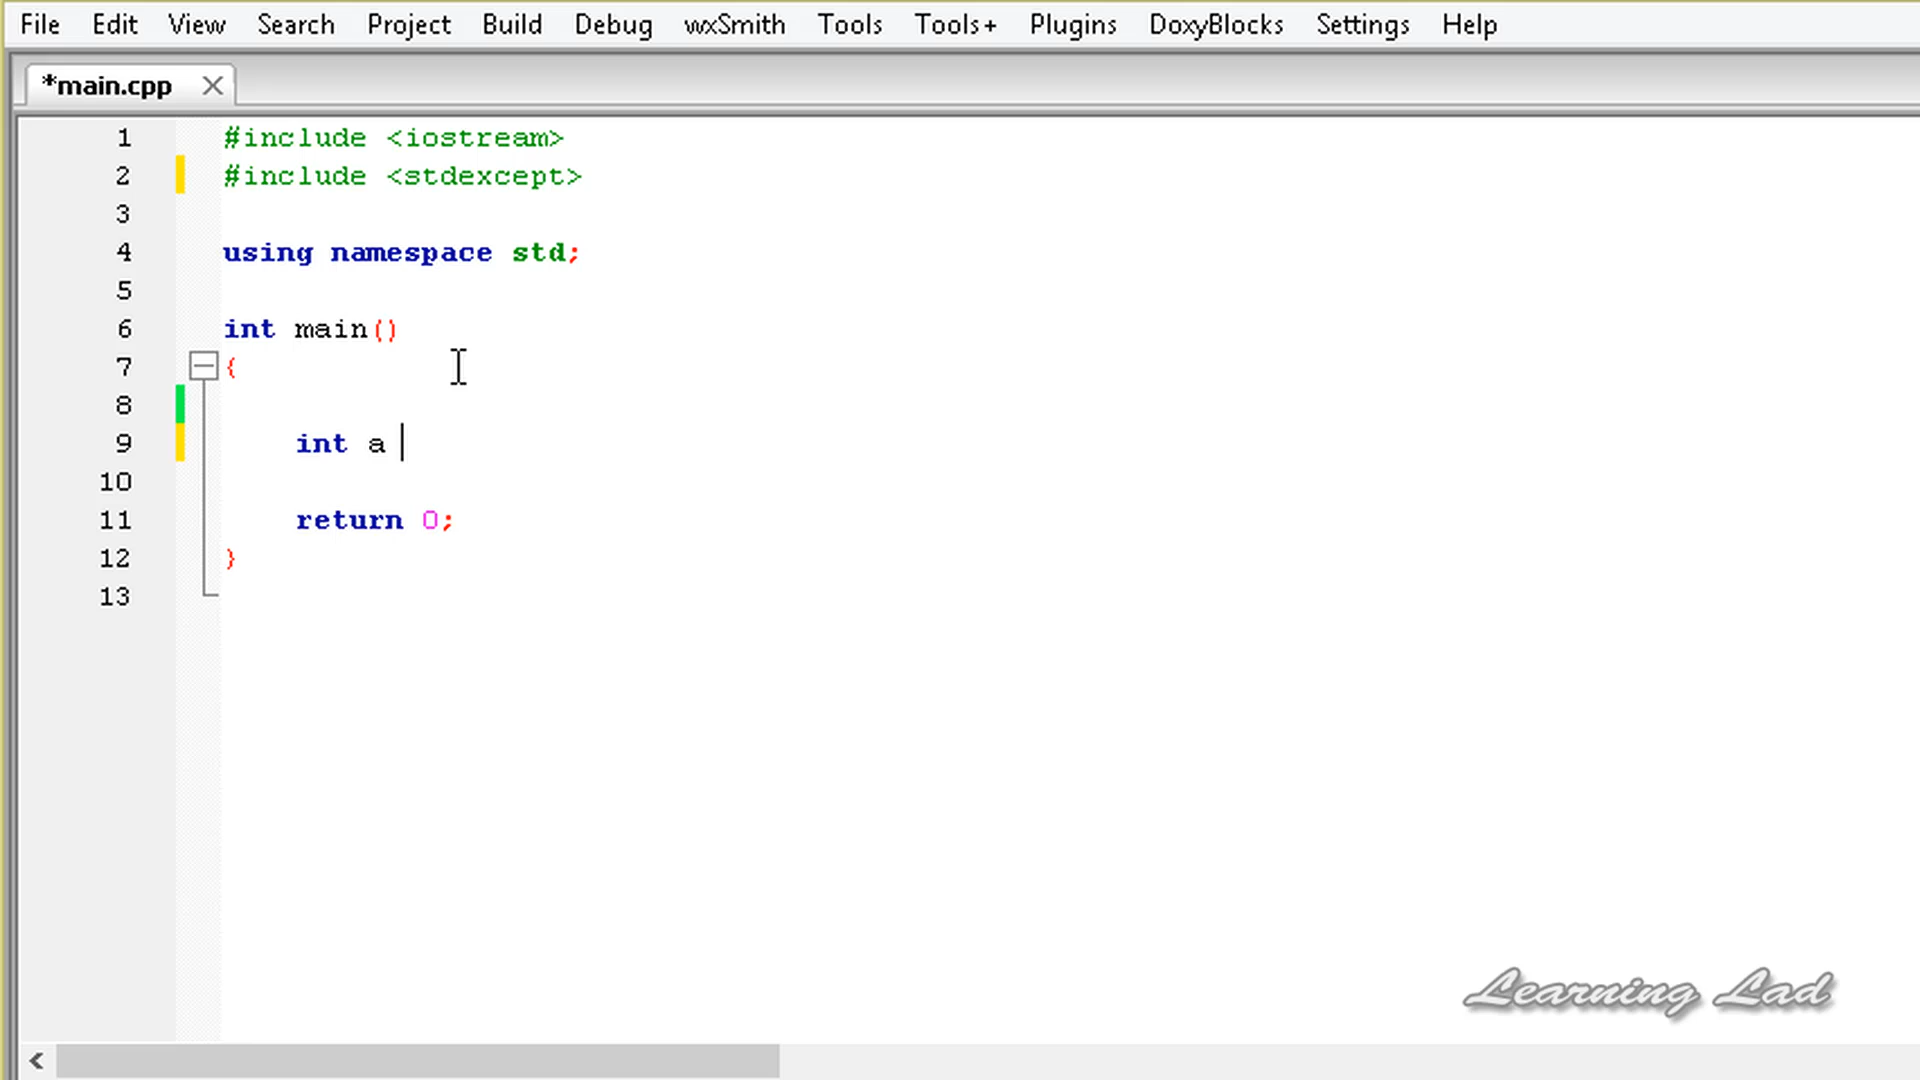 File Edit View Search Project Build Debug wxSmith Tools Tools+ Plugins DoxyBlocks Settings Help
*main.cpp
1 #include <iostream>
2 #include <stdexcept>
3
4 using namespace std;
5
6 int main()
7 {
8
9 int a
10
11 return 0;
12 }
13
Learning Lad